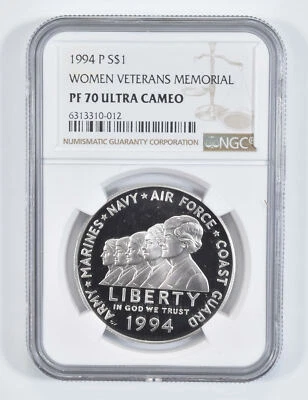 1994 P S$1
WOMEN VETERANS MEMORIAL
PF 70 ULTRA CAMEO
6313310-012
NUMISMATIC GUARANTY CORPORATION
NGC
ARMY • MARINES • NAVY • AIR FORCE • COAST GUARD
LIBERTY
IN GOD WE TRUST
1994